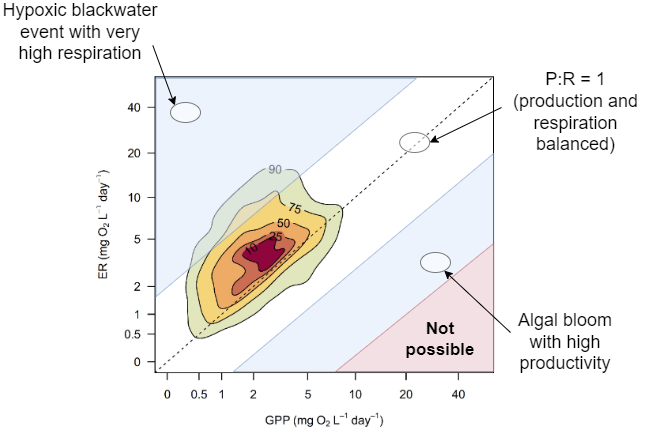 Hypoxic blackwater
event with very
high respiration
P:R = 1
(production and
respiration
balanced)
40
20
10
5
2
1
0.5
0
ER (mg O₂ L⁻¹ day⁻¹)
90
75
50
25
10
Not
possible
Algal bloom
with high
productivity
0 0.5 1 2 5 10 20 40
GPP (mg O₂ L⁻¹ day⁻¹)